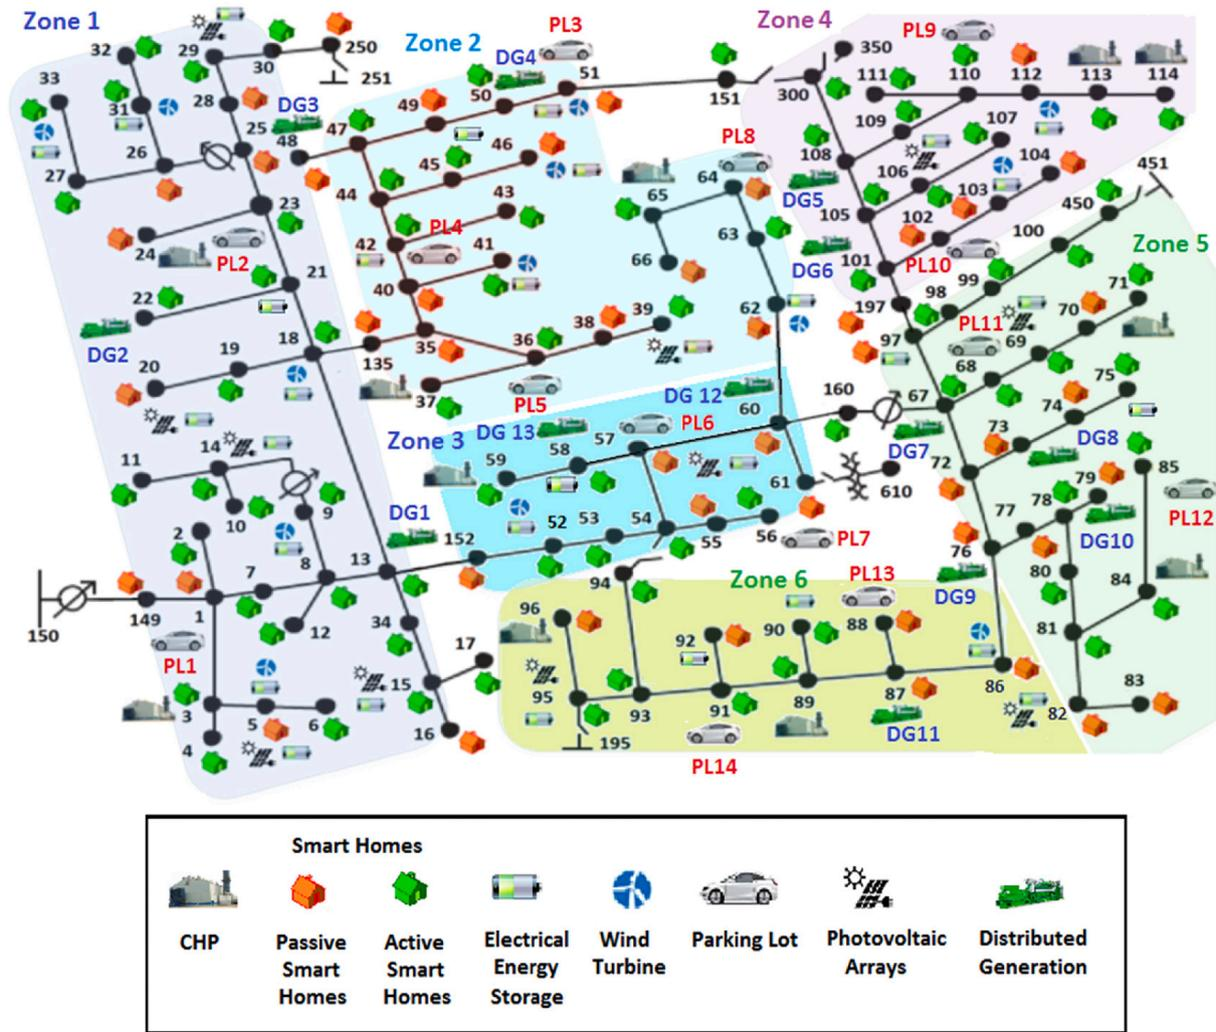 Zone 1
Zone 2
Zone 3
Zone 4
Zone 5
Zone 6
32
29
30
250
251
33
31
28
25
26
27
DG3
48
23
24
PL2
22
21
DG2
18
19
20
14
11
10
9
2
8
7
13
DG1
150
149
1
12
PL1
34
17
3
5
6
15
16
4
PL3
DG4
51
50
49
47
46
45
44
43
PL4
42
41
40
39
38
36
35
135
37
PL5
151
PL8
65
64
63
66
62
DG 12
60
DG 13
PL6
57
58
59
61
152
52
53
54
55
56
PL7
610
160
350
PL9
300
111
110
112
113
114
109
107
108
106
104
DG5
105
103
102
DG6
101
PL10
197
451
450
100
99
98
97
PL11
71
70
69
68
67
75
74
DG7
73
DG8
72
85
79
78
PL12
77
DG10
76
80
84
DG9
81
82
83
94
PL13
96
92
90
88
86
95
93
91
89
87
DG11
195
PL14
Smart Homes
CHP
Passive
Smart
Homes
Active
Smart
Homes
Electrical
Energy
Storage
Wind
Turbine
Parking Lot
Photovoltaic
Arrays
Distributed
Generation